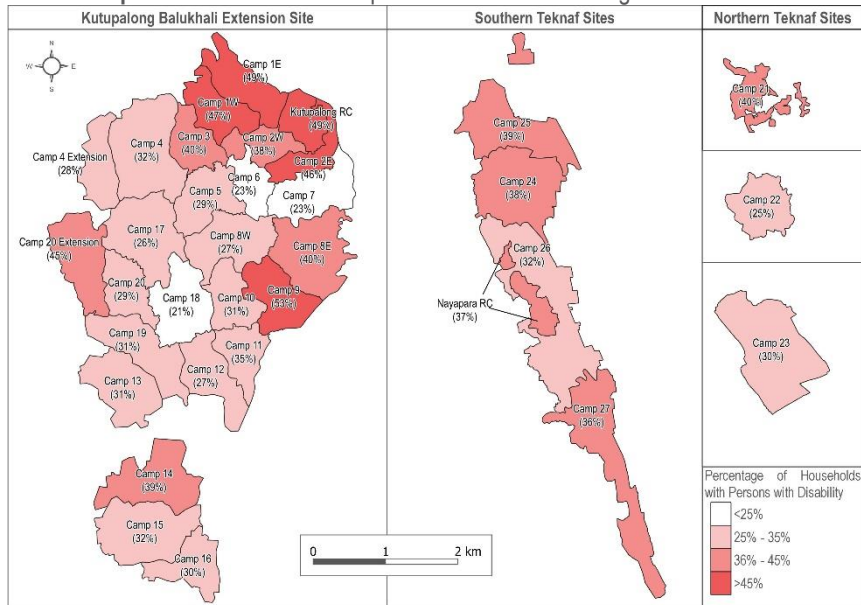 Kutupalong Balukhali Extension Site
Southern Teknaf Sites
Northern Teknaf Sites
N
W
E
S
Camp 1E
(49%)
Camp 1W
(47%)
Kutupalong RC
(49%)
Camp 3
(40%)
Camp 2W
(38%)
Camp 4
(32%)
Camp 2E
(46%)
Camp 4 Extension
(28%)
Camp 6
(23%)
Camp 7
(23%)
Camp 5
(29%)
Camp 17
(26%)
Camp 8W
(27%)
Camp 8E
(40%)
Camp 20 Extension
(45%)
Camp 20
(29%)
Camp 18
(21%)
Camp 10
(31%)
Camp 9
(53%)
Camp 19
(31%)
Camp 11
(35%)
Camp 12
(27%)
Camp 13
(31%)
Camp 14
(39%)
Camp 15
(32%)
Camp 16
(30%)
0 1 2 km
Camp 25
(39%)
Camp 24
(38%)
Camp 26
(32%)
Nayapara RC
(37%)
Camp 27
(36%)
Camp 21
(40%)
Camp 22
(25%)
Camp 23
(30%)
Percentage of Households
with Persons with Disability
<25%
25% - 35%
36% - 45%
>45%